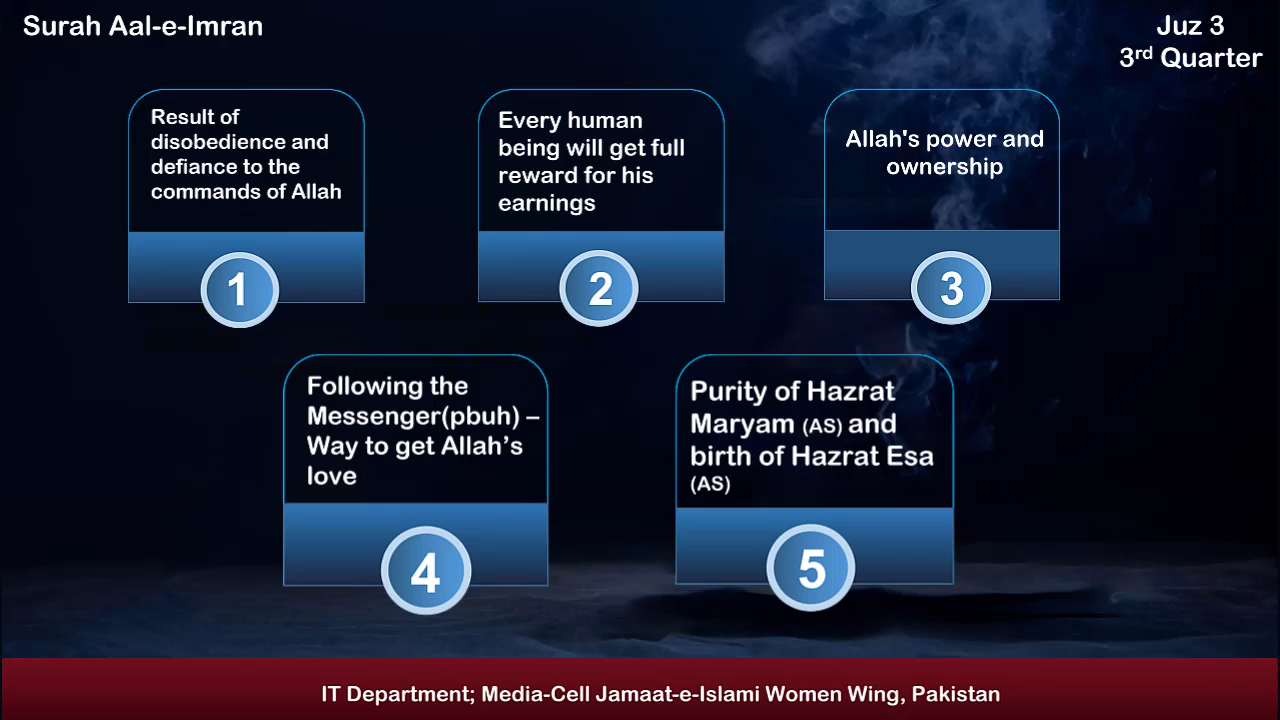 Surah Aal-e-Imran
Juz 3
3rd Quarter
Result of
disobedience and
defiance to the
commands of Allah
1
Every human
being will get full
reward for his
earnings
2
Allah's power and
ownership
3
Following the
Messenger(pbuh) –
Way to get Allah’s
love
4
Purity of Hazrat
Maryam (AS) and
birth of Hazrat Esa
(AS)
5
IT Department; Media-Cell Jamaat-e-Islami Women Wing, Pakistan